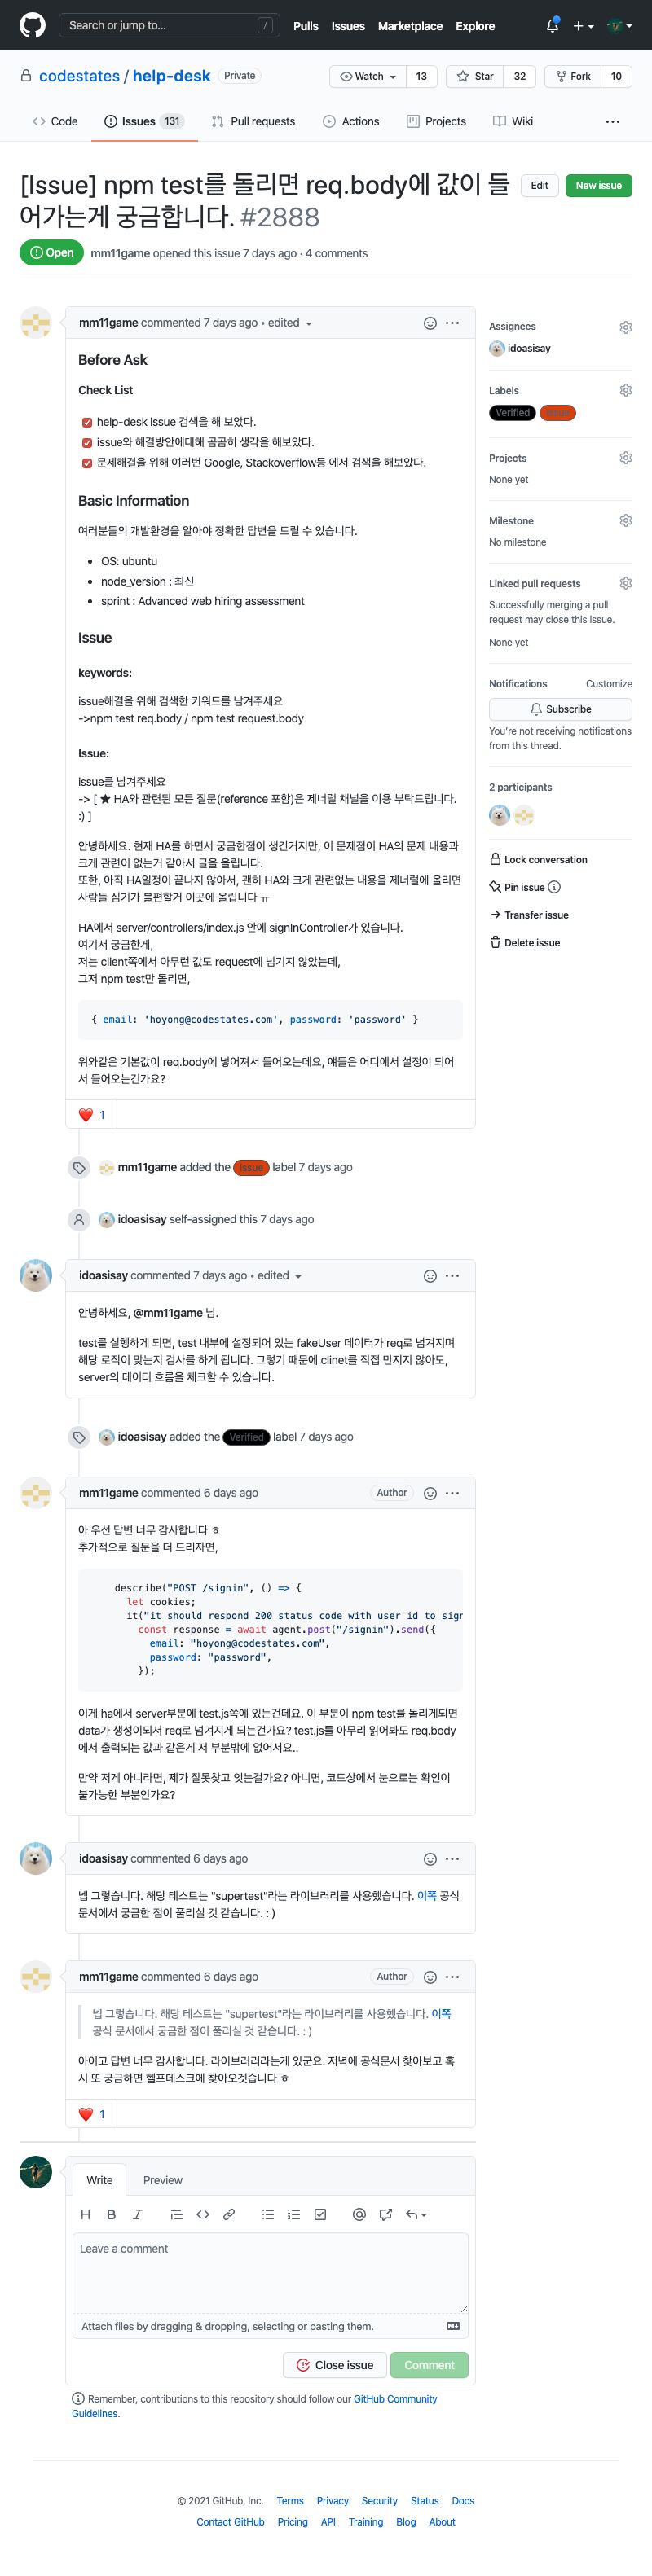 Search or jump to... /
Pulls Issues Marketplace Explore
codestates / help-desk Private
Watch 13 Star 32 Fork 10
Code Issues 131 Pull requests Actions Projects Wiki
[Issue] npm test를 돌리면 req.body에 값이 들
어가는게 궁금합니다. #2888
Edit New issue
Open mm11game opened this issue 7 days ago · 4 comments
mm11game commented 7 days ago • edited
Before Ask
Check List
help-desk issue 검색을 해 보았다.
issue와 해결방안에대해 곰곰히 생각을 해보았다.
문제해결을 위해 여러번 Google, Stackoverflow등 에서 검색을 해보았다.
Basic Information
여러분들의 개발환경을 알아야 정확한 답변을 드릴 수 있습니다.
OS: ubuntu
node_version : 최신
sprint : Advanced web hiring assessment
Issue
keywords:
issue해결을 위해 검색한 키워드를 남겨주세요
->npm test req.body / npm test request.body
Issue:
issue를 남겨주세요
-> [ ★ HA와 관련된 모든 질문(reference 포함)은 제너럴 채널을 이용 부탁드립니다.
:) ]
안녕하세요. 현재 HA를 하면서 궁금한점이 생긴거지만, 이 문제점이 HA의 문제 내용과
크게 관련이 없는거 같아서 글을 올립니다.
또한, 아직 HA일정이 끝나지 않아서, 괜히 HA와 크게 관련없는 내용을 제너럴에 올리면
사람들 심기가 불편할거 이곳에 올립니다 ㅠ
HA에서 server/controllers/index.js 안에 signInController가 있습니다.
여기서 궁금한게,
저는 client쪽에서 아무런 값도 request에 넘기지 않았는데,
그저 npm test만 돌리면,
{ email: 'hoyong@codestates.com', password: 'password' }
위와같은 기본값이 req.body에 넣어져서 들어오는데요, 얘들은 어디에서 설정이 되어
서 들어오는건가요?
1
Assignees
idoasisay
Labels
Verified issue
Projects
None yet
Milestone
No milestone
Linked pull requests
Successfully merging a pull
request may close this issue.
None yet
Notifications Customize
Subscribe
You're not receiving notifications
from this thread.
2 participants
Lock conversation
Pin issue
Transfer issue
Delete issue
mm11game added the issue label 7 days ago
idoasisay self-assigned this 7 days ago
idoasisay commented 7 days ago • edited
안녕하세요, @mm11game 님.
test를 실행하게 되면, test 내부에 설정되어 있는 fakeUser 데이터가 req로 넘겨지며
해당 로직이 맞는지 검사를 하게 됩니다. 그렇기 때문에 clinet를 직접 만지지 않아도,
server의 데이터 흐름을 체크할 수 있습니다.
idoasisay added the Verified label 7 days ago
mm11game commented 6 days ago Author
아 우선 답변 너무 감사합니다 ㅎ
추가적으로 질문을 더 드리자면,
describe("POST /signin", () => {
let cookies;
it("it should respond 200 status code with user id to sigr
const response = await agent.post("/signin").send({
email: "hoyong@codestates.com",
password: "password",
});
이게 ha에서 server부분에 test.js쪽에 있는건데요. 이 부분이 npm test를 돌리게되면
data가 생성이되서 req로 넘겨지게 되는건가요? test.js를 아무리 읽어봐도 req.body
에서 출력되는 값과 같은게 저 부분밖에 없어서요..
만약 저게 아니라면, 제가 잘못찾고 잇는걸가요? 아니면, 코드상에서 눈으로는 확인이
불가능한 부분인가요?
idoasisay commented 6 days ago
넵 그렇습니다. 해당 테스트는 "supertest"라는 라이브러리를 사용했습니다. 이쪽 공식
문서에서 궁금한 점이 풀리실 것 같습니다. : )
mm11game commented 6 days ago Author
넵 그렇습니다. 해당 테스트는 "supertest"라는 라이브러리를 사용했습니다. 이쪽
공식 문서에서 궁금한 점이 풀리실 것 같습니다. : )
아이고 답변 너무 감사합니다. 라이브러리라는게 있군요. 저녁에 공식문서 찾아보고 혹
시 또 궁금하면 헬프데스크에 찾아오겟습니다 ㅎ
1
Write Preview
Leave a comment
Attach files by dragging & dropping, selecting or pasting them.
Close issue Comment
Remember, contributions to this repository should follow our GitHub Community
Guidelines.
© 2021 GitHub, Inc. Terms Privacy Security Status Docs
Contact GitHub Pricing API Training Blog About